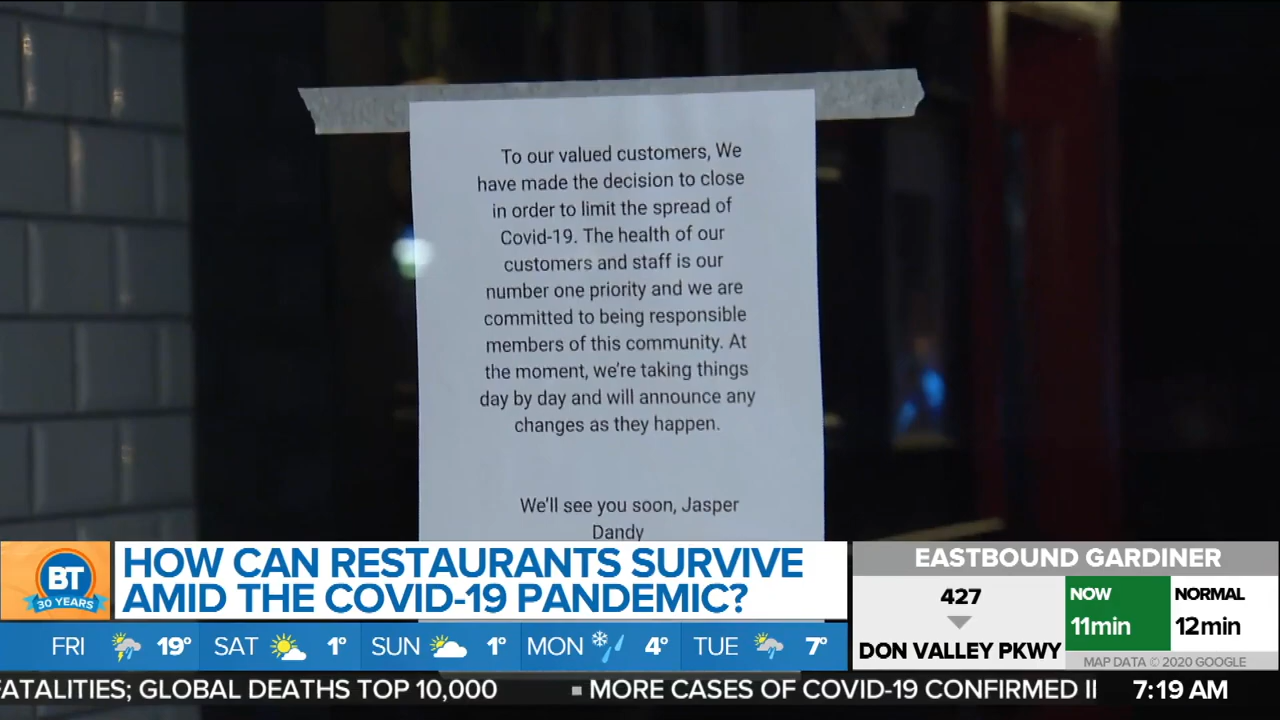 To our valued customers, We
have made the decision to close
in order to limit the spread of
Covid-19. The health of our
customers and staff is our
number one priority and we are
committed to being responsible
members of this community. At
the moment, we're taking things
day by day and will announce any
changes as they happen.
We'll see you soon, Jasper
Dandy
BT
30 YEARS
HOW CAN RESTAURANTS SURVIVE
AMID THE COVID-19 PANDEMIC?
EASTBOUND GARDINER
427
DON VALLEY PKWY
NOW
11min
NORMAL
12min
MAP DATA © 2020 GOOGLE
FRI 19° SAT 1° SUN 1° MON 4° TUE 7°
FATALITIES; GLOBAL DEATHS TOP 10,000 ▪ MORE CASES OF COVID-19 CONFIRMED
7:19 AM